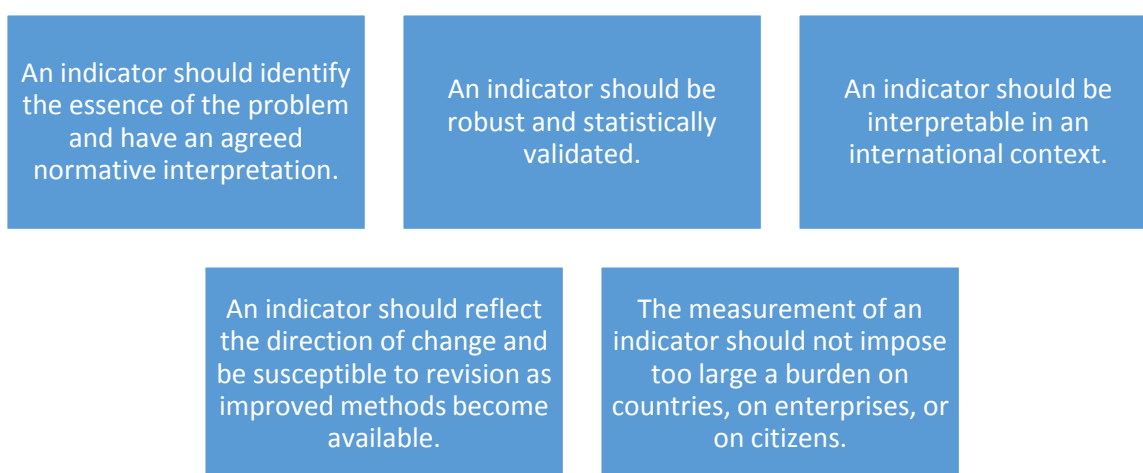 An indicator should identify
the essence of the problem
and have an agreed
normative interpretation.
An indicator should be
robust and statistically
validated.
An indicator should be
interpretable in an
international context.
An indicator should reflect
the direction of change and
be susceptible to revision as
improved methods become
available.
The measurement of an
indicator should not impose
too large a burden on
countries, on enterprises, or
on citizens.